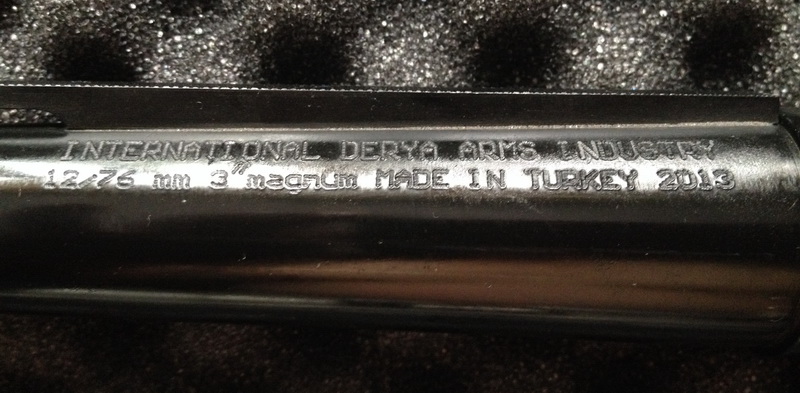 INTERNATIONAL DERYA ARMS INDUSTRY
12/76 mm 3" magnum MADE IN TURKEY 2013